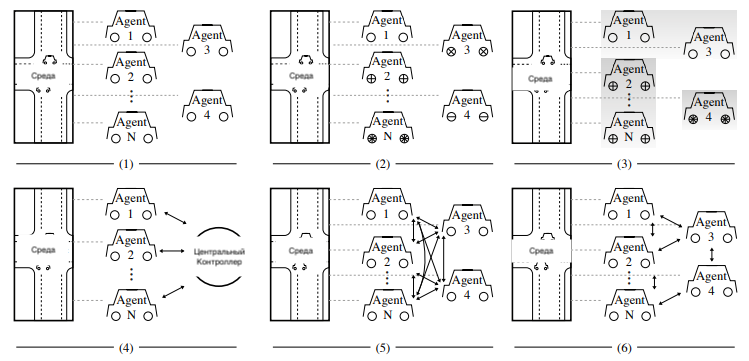 Среда
Agent
1
Agent
2
Agent
N
Agent
3
Agent
4
(1)
Среда
Agent
1
Agent
2
Agent
N
Agent
3
Agent
4
(2)
Среда
Agent
1
Agent
2
Agent
N
Agent
3
Agent
4
(3)
Среда
Agent
1
Agent
2
Agent
N
Центральный
Контроллер
(4)
Среда
Agent
1
Agent
2
Agent
N
Agent
3
Agent
4
(5)
Среда
Agent
1
Agent
2
Agent
N
Agent
3
Agent
4
(6)